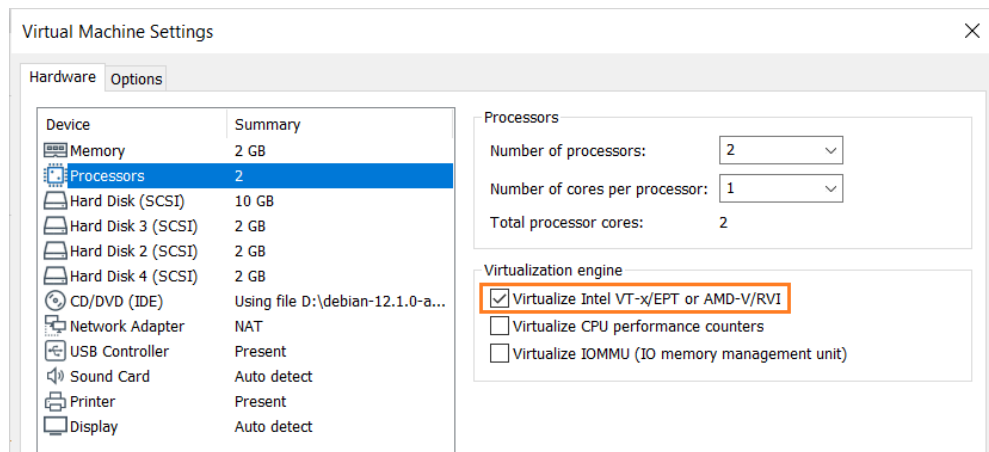 Virtual Machine Settings
Hardware Options
Device Summary
Memory 2 GB
Processors 2
Hard Disk (SCSI) 10 GB
Hard Disk 3 (SCSI) 2 GB
Hard Disk 2 (SCSI) 2 GB
Hard Disk 4 (SCSI) 2 GB
CD/DVD (IDE) Using file D:\debian-12.1.0-a...
Network Adapter NAT
USB Controller Present
Sound Card Auto detect
Printer Present
Display Auto detect
Processors
Number of processors: 2
Number of cores per processor: 1
Total processor cores: 2
Virtualization engine
Virtualize Intel VT-x/EPT or AMD-V/RVI
Virtualize CPU performance counters
Virtualize IOMMU (IO memory management unit)